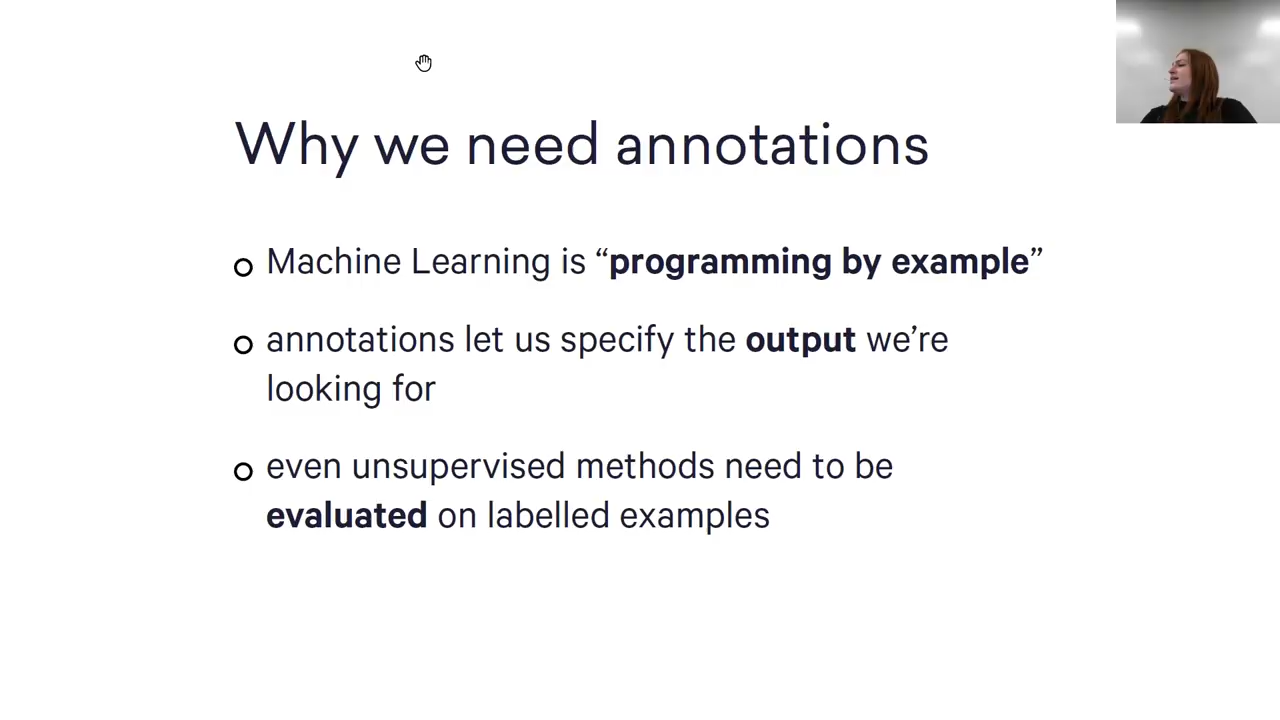 Why we need annotations
Machine Learning is “programming by example”
annotations let us specify the output we’re
looking for
even unsupervised methods need to be
evaluated on labelled examples